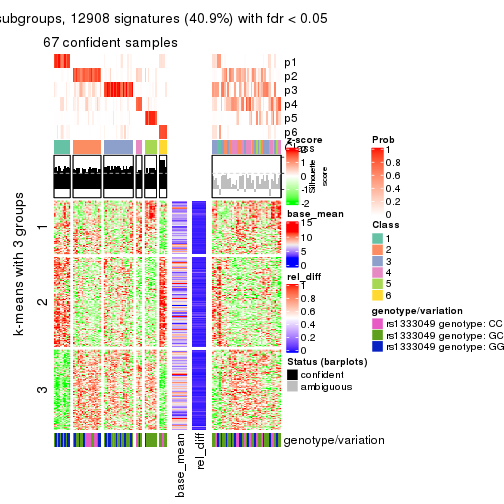 subgroups, 12908 signatures (40.9%) with fdr < 0.05
67 confident samples
p1
p2
p3
p4
p5
p6
Class
Silhouette
score
z-score
2
0
-2
base_mean
15
10
5
0
rel_diff
1
0.8
0.6
0.4
0.2
0
Status (barplots)
confident
ambiguous
Prob
1
0.8
0.6
0.4
0.2
0
Class
1
2
3
4
5
6
genotype/variation
rs1333049 genotype: CC
rs1333049 genotype: GC
rs1333049 genotype: GG
k-means with 3 groups
1
2
3
genotype/variation
base_mean
rel_diff